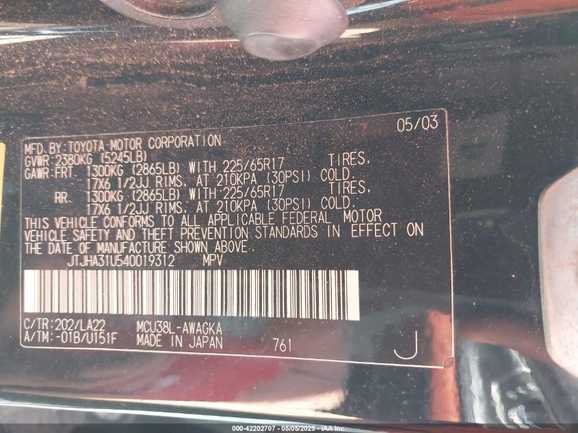 05/03
MFD.BY:TOYOTA MOTOR CORPORATION
GVWR:2380KG (5245LB)
GAWR:FRT. 1300KG (2865LB) WITH 225/65R17 TIRES,
17X6 1/2JJ RIMS, AT 210KPA (30PSI) COLD.
RR. 1300KG (2865LB) WITH 225/65R17 TIRES,
17X6 1/2JJ RIMS, AT 210KPA (30PSI) COLD.
THIS VEHICLE CONFORMS TO ALL APPLICABLE FEDERAL MOTOR
VEHICLE SAFETY AND THEFT PREVENTION STANDARDS IN EFFECT ON
THE DATE OF MANUFACTURE SHOWN ABOVE.
JTJHA31U540019312 MPV
C/TR:202/LA22 MCU38L-AWAGKA
A/TM:-01B/U151F MADE IN JAPAN 761 J
000-42202707 - 05/05/2025 - IAA Inc.